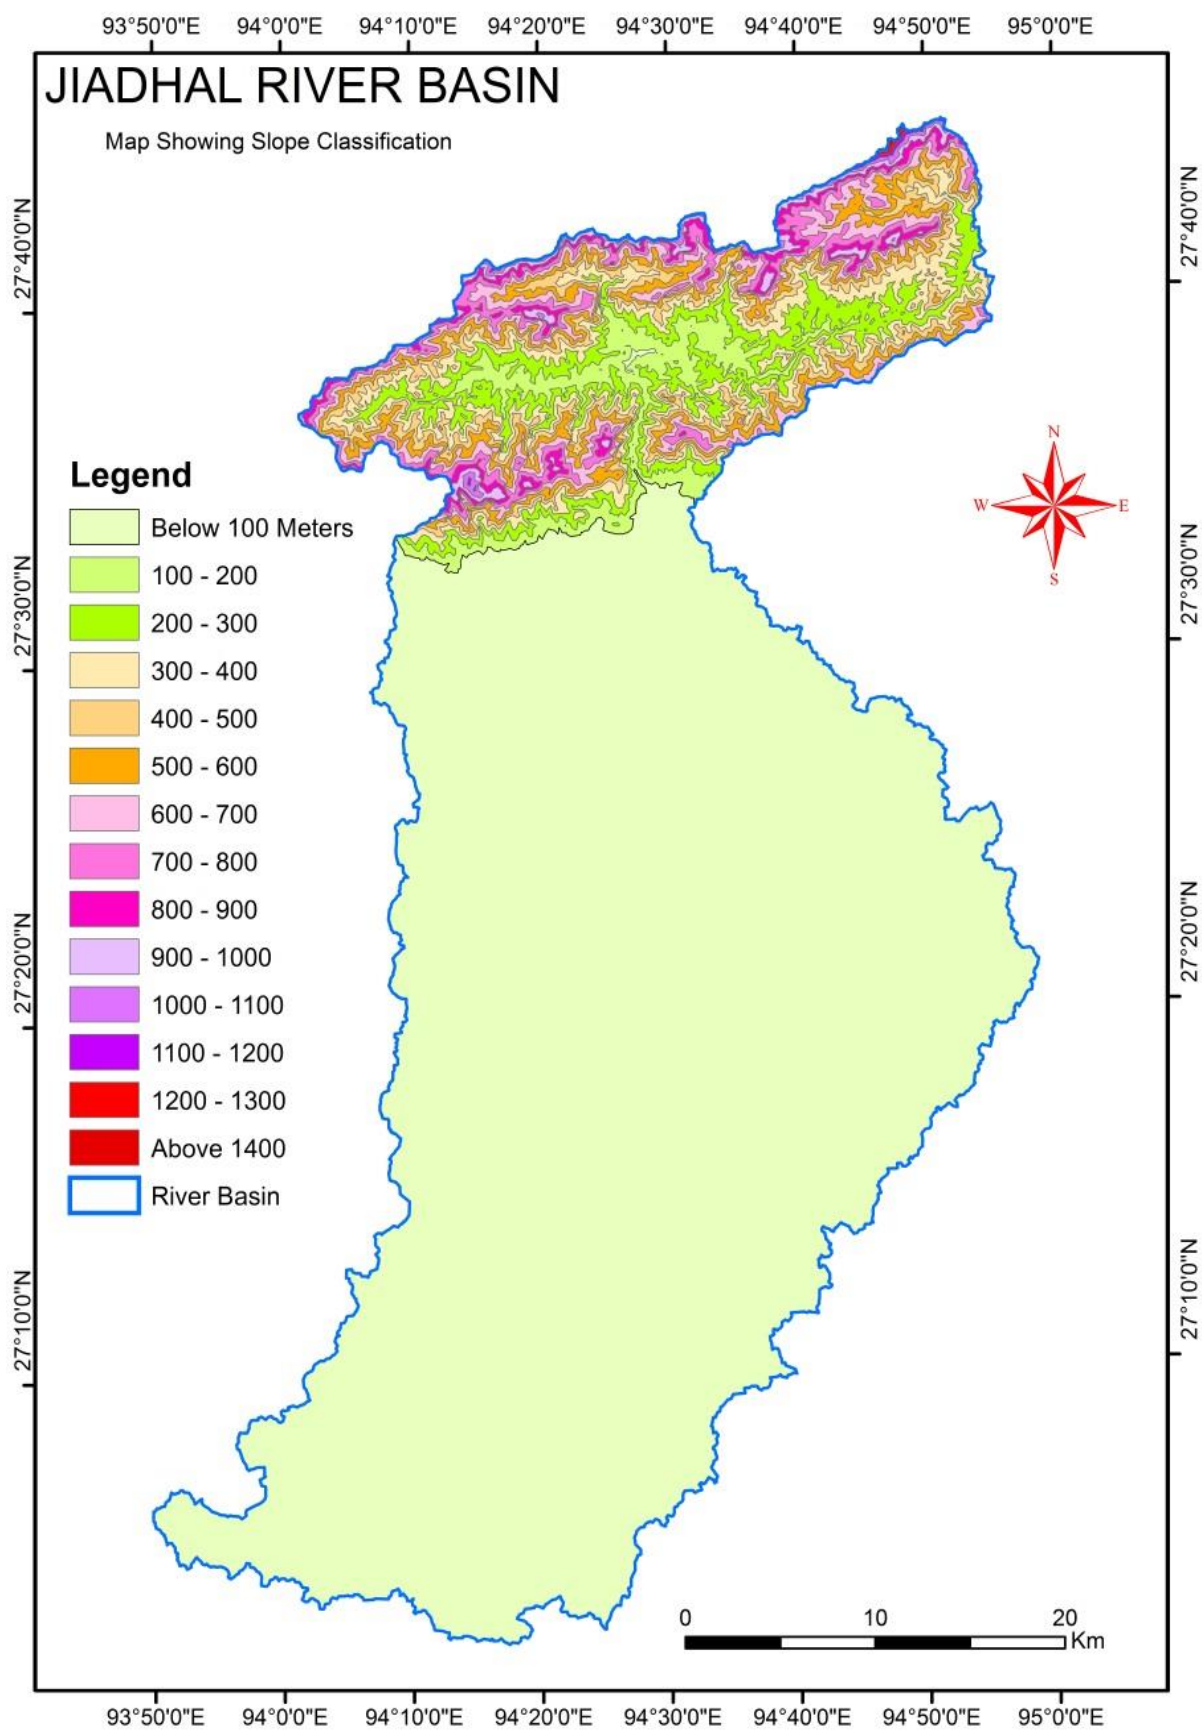 93°50'0"E 94°0'0"E 94°10'0"E 94°20'0"E 94°30'0"E 94°40'0"E 94°50'0"E 95°0'0"E
JIADHAL RIVER BASIN
Map Showing Slope Classification
27°40'0"N
27°40'0"N
N
W
E
S
Legend
Below 100 Meters
100 - 200
200 - 300
300 - 400
400 - 500
500 - 600
600 - 700
700 - 800
800 - 900
900 - 1000
1000 - 1100
1100 - 1200
1200 - 1300
Above 1400
River Basin
27°30'0"N
27°30'0"N
27°20'0"N
27°20'0"N
27°10'0"N
27°10'0"N
0 10 20
Km
93°50'0"E 94°0'0"E 94°10'0"E 94°20'0"E 94°30'0"E 94°40'0"E 94°50'0"E 95°0'0"E